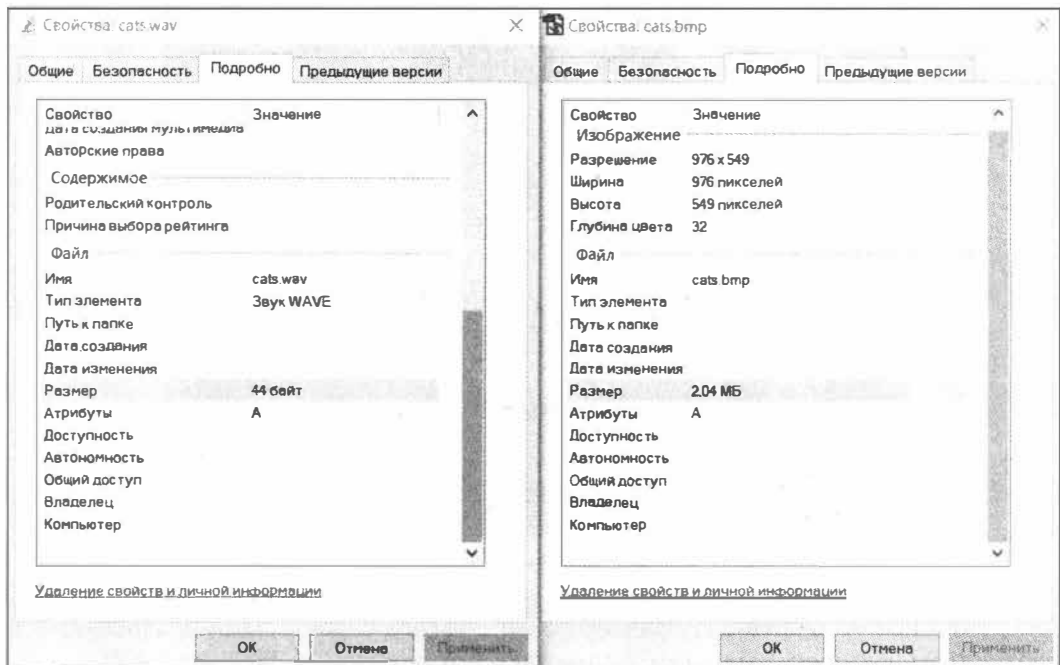 Свойства: cats.wav
Общие Безопасность Подробно Предыдущие версии
Свойство Значение
Дата создания мультимедиа
Авторские права
Содержимое
Родительский контроль
Причина выбора рейтинга
Файл
Имя cats.wav
Тип элемента Звук WAVE
Путь к папке
Дата создания
Дата изменения
Размер 44 байт
Атрибуты A
Доступность
Автономность
Общий доступ
Владелец
Компьютер
Удаление свойств и личной информации
ОК Отмена Применить
Свойства: cats.bmp
Общие Безопасность Подробно Предыдущие версии
Свойство Значение
Изображение
Разрешение 976 x 549
Ширина 976 пикселей
Высота 549 пикселей
Глубина цвета 32
Файл
Имя cats.bmp
Тип элемента
Путь к папке
Дата создания
Дата изменения
Размер 2,04 МБ
Атрибуты A
Доступность
Автономность
Общий доступ
Владелец
Компьютер
Удаление свойств и личной информации
ОК Отмена Применить